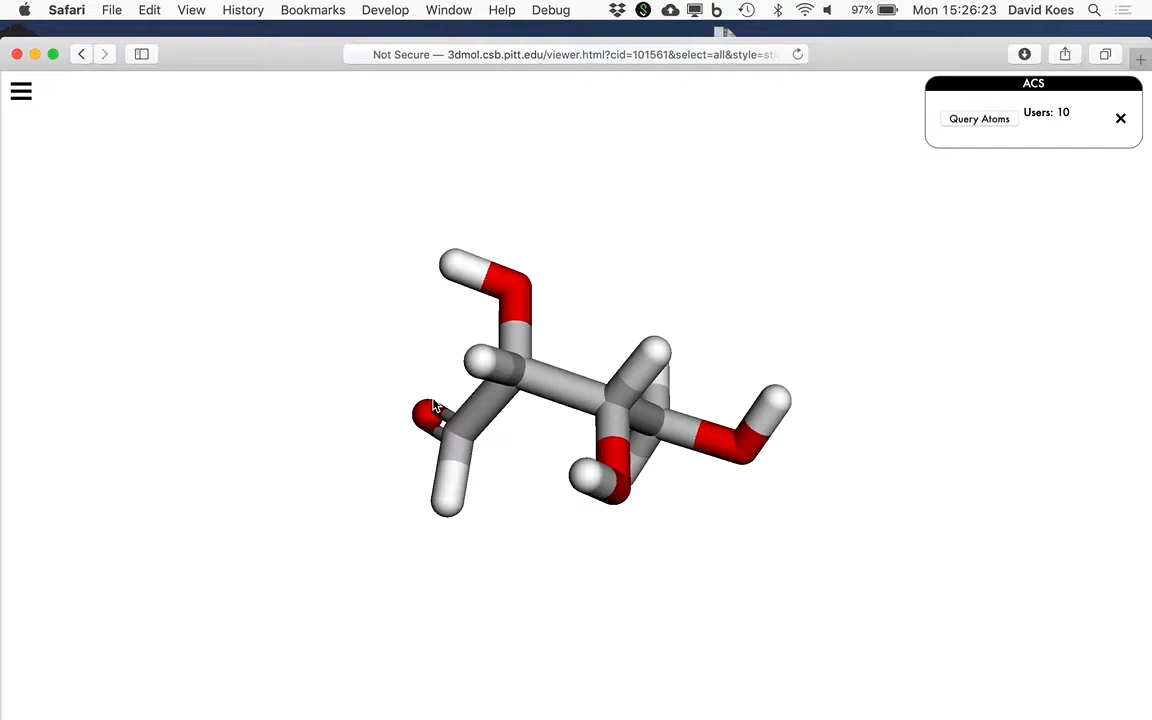 Safari File Edit View History Bookmarks Develop Window Help Debug 97% Mon 15:26:23 David Koes
Not Secure — 3dmol.csb.pitt.edu/viewer.html?cid=101561&select=all&style=sti
ACS
Query Atoms Users: 10